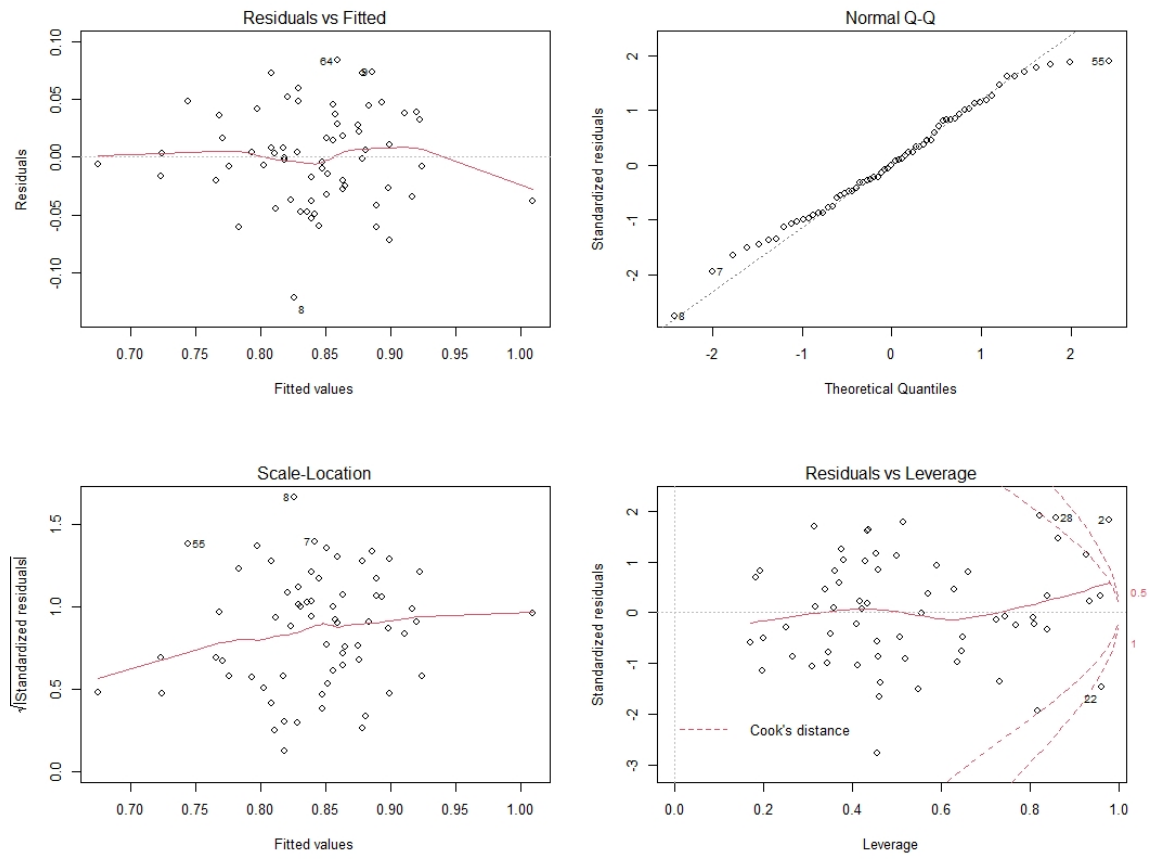 Residuals vs Fitted
Residuals
0.10
0.05
0.00
-0.05
-0.10
64
9
8
0.70 0.75 0.80 0.85 0.90 0.95 1.00
Fitted values
Normal Q-Q
Standardized residuals
2
1
0
-1
-2
55
7
8
-2 -1 0 1 2
Theoretical Quantiles
Scale-Location
√|Standardized residuals|
1.5
1.0
0.5
0.0
8
55
7
0.70 0.75 0.80 0.85 0.90 0.95 1.00
Fitted values
Residuals vs Leverage
Standardized residuals
2
1
0
-1
-2
-3
28
2
22
0.5
1
Cook's distance
0.0 0.2 0.4 0.6 0.8 1.0
Leverage